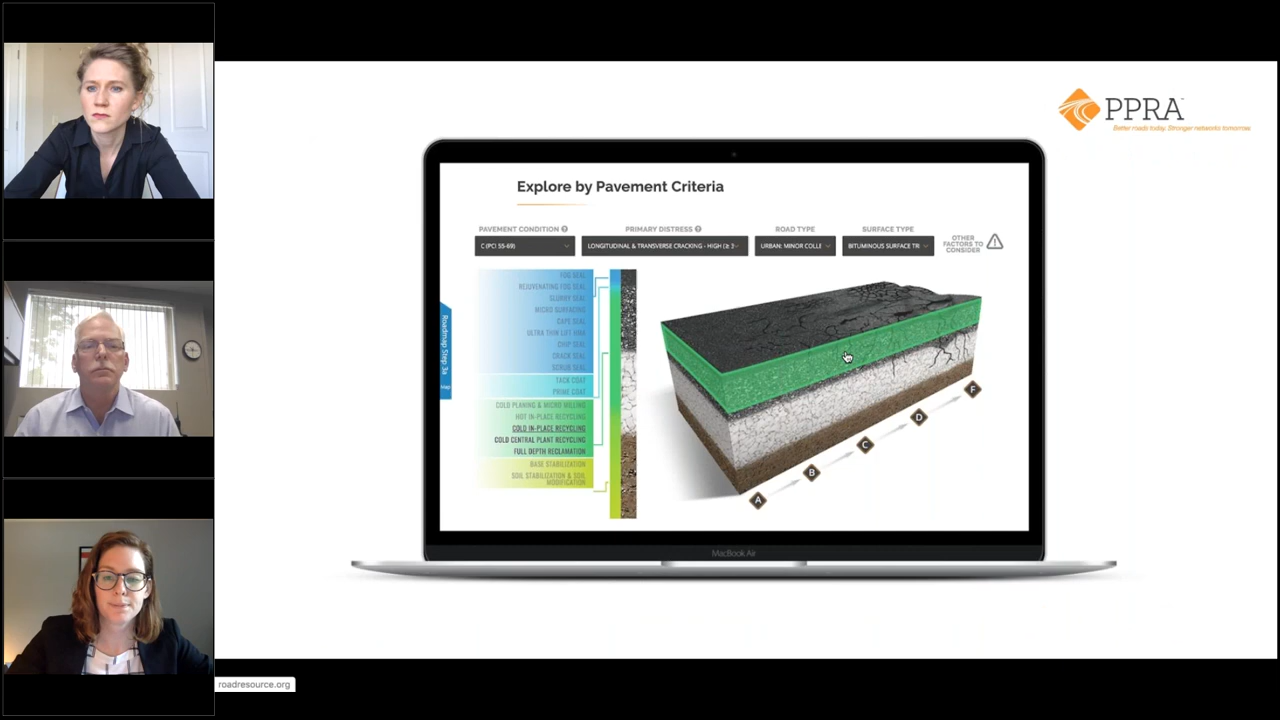 PPRA
Better roads today. Stronger networks tomorrow.
Explore by Pavement Criteria
PAVEMENT CONDITION
PRIMARY DISTRESS
ROAD TYPE
SURFACE TYPE
OTHER
FACTORS TO
CONSIDER
C (PCI 55-69)
LONGITUDINAL & TRANSVERSE CRACKING - HIGH (≥ 3
URBAN: MINOR COLLE
BITUMINOUS SURFACE TR
Roadmap Step 3a
FOG SEAL
REJUVENATING FOG SEAL
SLURRY SEAL
MICRO SURFACING
CAPE SEAL
ULTRA THIN LIFT HMA
CHIP SEAL
CRACK SEAL
SCRUB SEAL
TACK COAT
PRIME COAT
COLD PLANING & MICRO MILLING
HOT IN-PLACE RECYCLING
COLD IN-PLACE RECYCLING
COLD CENTRAL PLANT RECYCLING
FULL DEPTH RECLAMATION
BASE STABILIZATION
SOIL STABILIZATION & SOIL
MODIFICATION
A
B
C
D
F
MacBook Air
roadresource.org